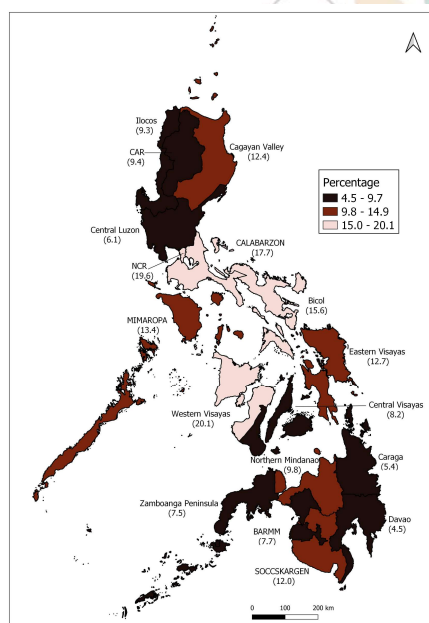 Ilocos
(9.3)
CAR
(9.4)
Cagayan Valley
(12.4)
Percentage
4.5 - 9.7
9.8 - 14.9
15.0 - 20.1
Central Luzon
(6.1)
CALABARZON
(17.7)
NCR
(19.6)
Bicol
(15.6)
MIMAROPA
(13.4)
Eastern Visayas
(12.7)
Western Visayas
(20.1)
Central Visayas
(8.2)
Northern Mindanao
(9.8)
Caraga
(5.4)
Zamboanga Peninsula
(7.5)
Davao
(4.5)
BARMM
(7.7)
SOCCSKARGEN
(12.0)
0 100 200 km